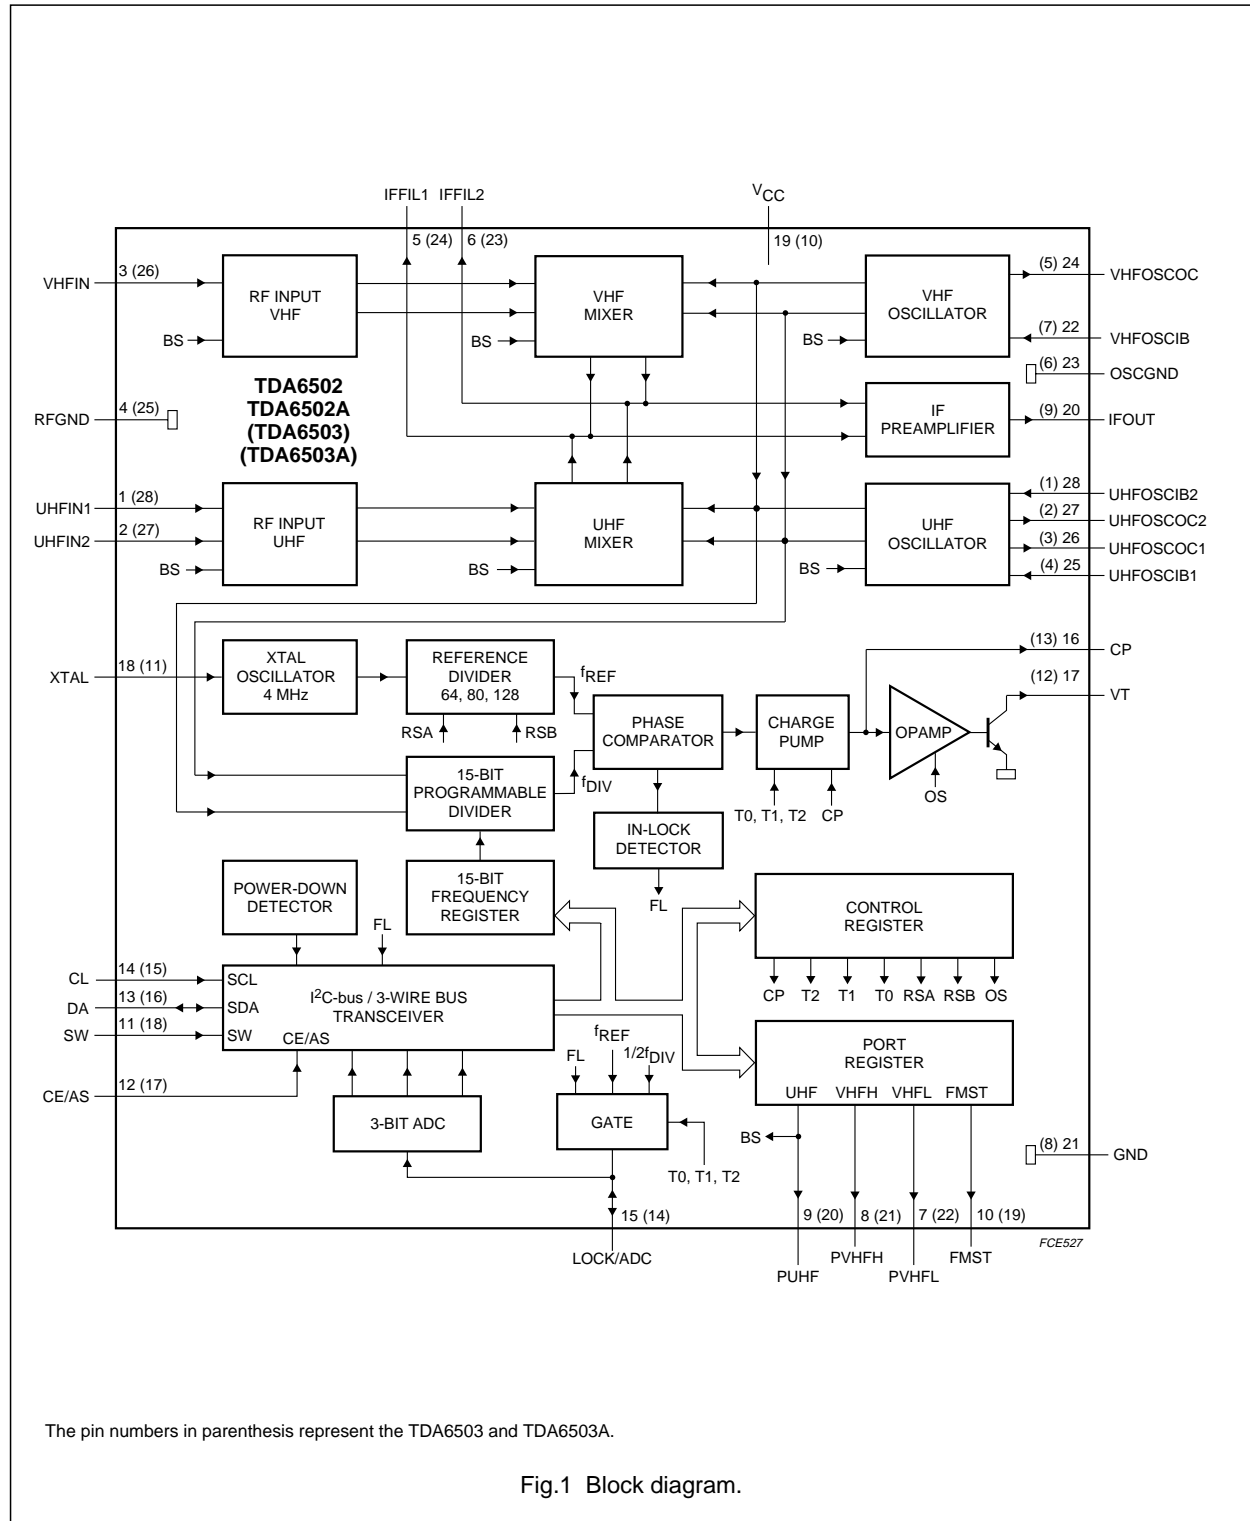 IFFIL1 IFFIL2 VCC
5 (24) 6 (23) 19 (10)
VHFIN 3 (26)
RF INPUT
VHF
BS
VHF
MIXER
BS
VHF
OSCILLATOR
BS
(5) 24 VHFOSCOC
(7) 22 VHFOSCIB
(6) 23 OSCGND
TDA6502
TDA6502A
(TDA6503)
(TDA6503A)
RFGND 4 (25)
IF
PREAMPLIFIER
(9) 20 IFOUT
UHFIN1 1 (28)
UHFIN2 2 (27)
RF INPUT
UHF
BS
UHF
MIXER
BS
UHF
OSCILLATOR
BS
(1) 28 UHFOSCIB2
(2) 27 UHFOSCOC2
(3) 26 UHFOSCOC1
(4) 25 UHFOSCIB1
XTAL 18 (11)
XTAL
OSCILLATOR
4 MHz
REFERENCE
DIVIDER
64, 80, 128
RSA RSB
fREF
PHASE
COMPARATOR
CHARGE
PUMP
OPAMP
(13) 16 CP
(12) 17 VT
OS
T0, T1, T2 CP
15-BIT
PROGRAMMABLE
DIVIDER
fDIV
IN-LOCK
DETECTOR
FL
POWER-DOWN
DETECTOR
15-BIT
FREQUENCY
REGISTER
FL
CONTROL
REGISTER
CP T2 T1 T0 RSA RSB OS
CL 14 (15) SCL
DA 13 (16) SDA
SW 11 (18) SW
I2C-bus / 3-WIRE BUS
TRANSCEIVER
CE/AS
CE/AS 12 (17)
3-BIT ADC
FL fREF 1/2fDIV
GATE
T0, T1, T2
PORT
REGISTER
UHF VHFH VHFL FMST
BS
(8) 21 GND
15 (14) 9 (20) 8 (21) 7 (22) 10 (19)
LOCK/ADC PUHF PVHFH PVHFL FMST
FCE527
The pin numbers in parenthesis represent the TDA6503 and TDA6503A.
Fig.1 Block diagram.